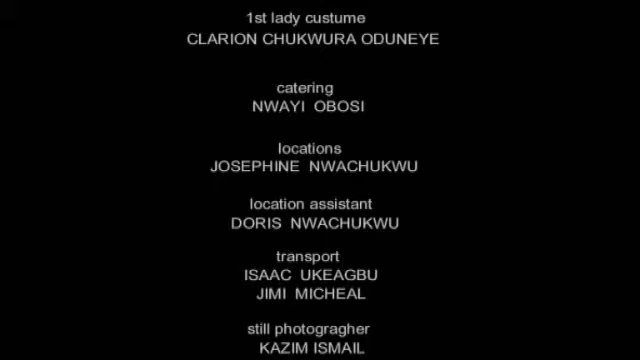 1st lady custume
CLARION CHUKWURA ODUNEYE
catering
NWAYI OBOSI
locations
JOSEPHINE NWACHUKWU
location assistant
DORIS NWACHUKWU
transport
ISAAC UKEAGBU
JIMI MICHEAL
still photogragher
KAZIM ISMAIL